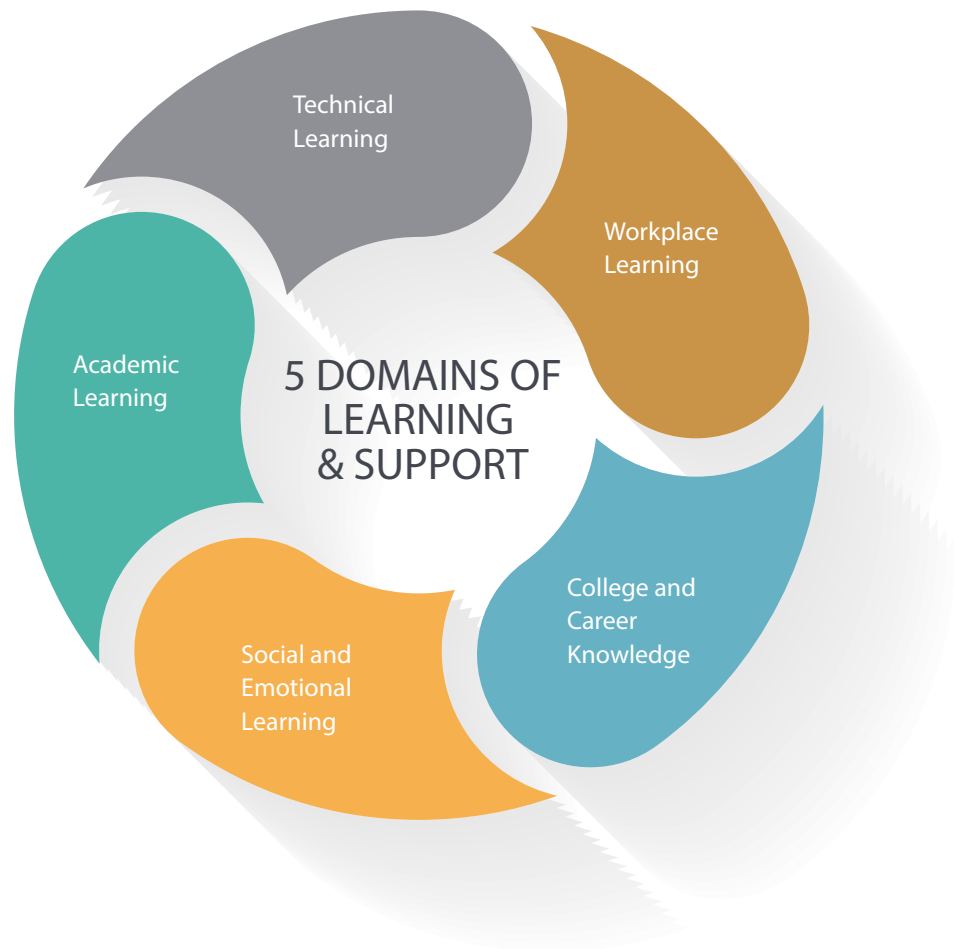 Technical
Learning
Workplace
Learning
Academic
Learning
5 DOMAINS OF
LEARNING
& SUPPORT
College and
Career
Knowledge
Social and
Emotional
Learning